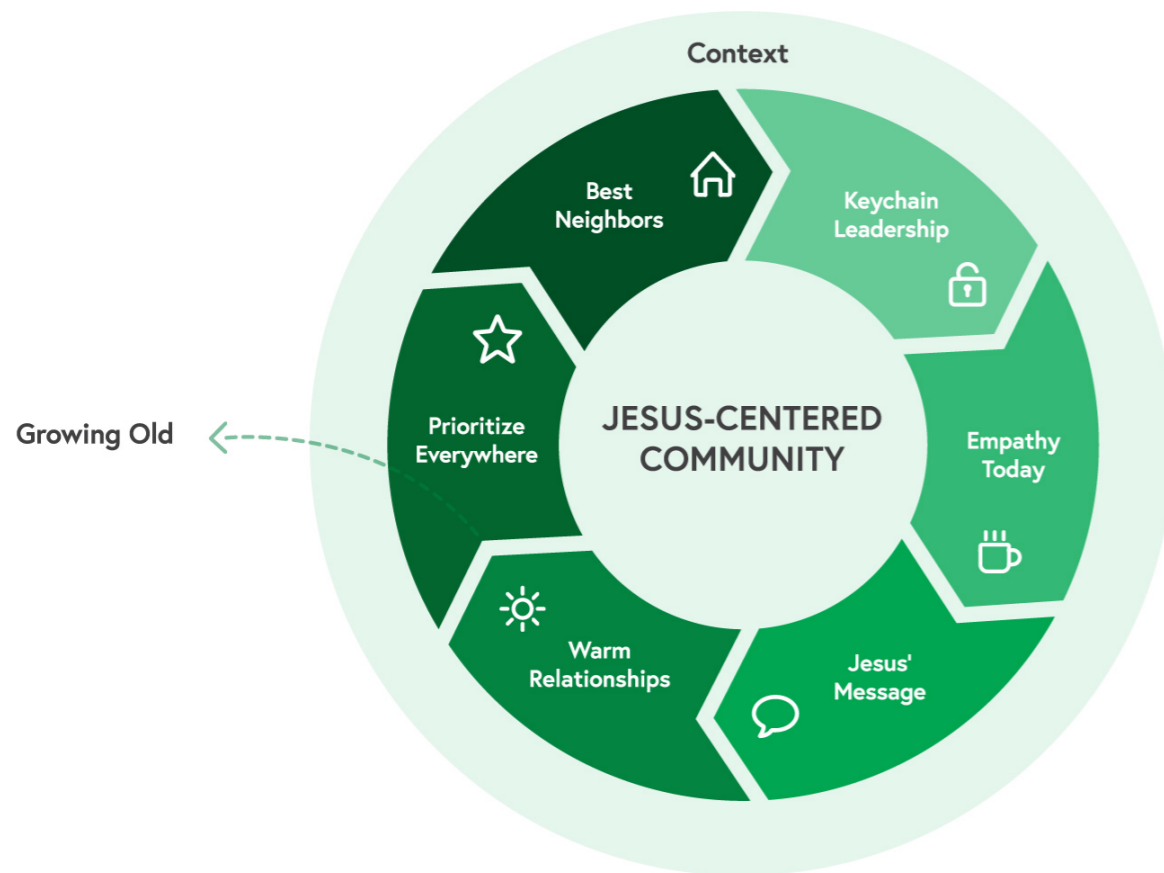 Context
Best
Neighbors
Keychain
Leadership
Empathy
Today
Jesus'
Message
Warm
Relationships
Prioritize
Everywhere
JESUS-CENTERED
COMMUNITY
Growing Old